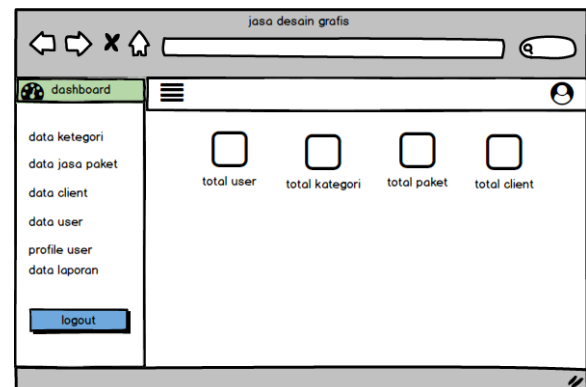 jasa desain grafis
dashboard
data ketegori
data jasa paket
data client
data user
profile user
data laporan
logout
total user
total kategori
total paket
total client